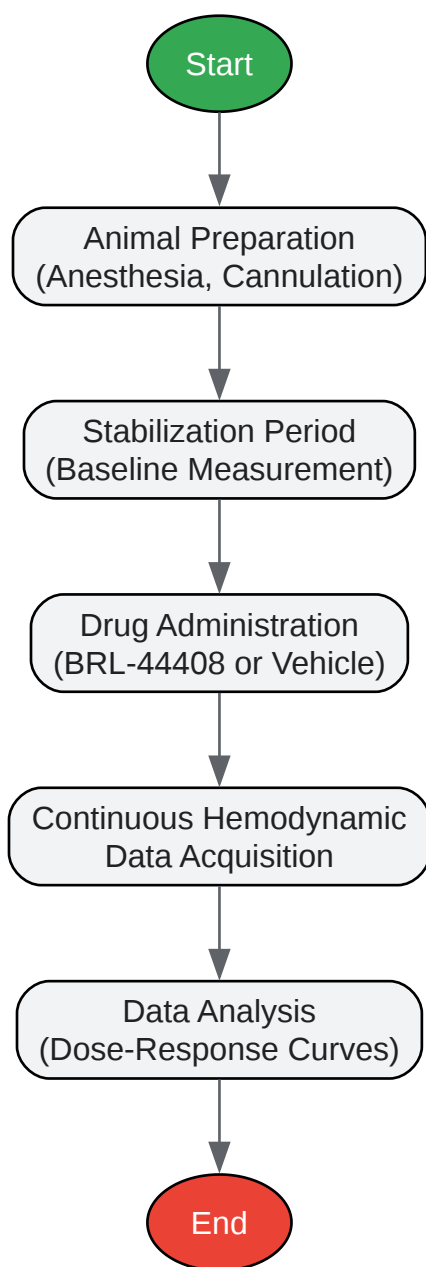 Start
Animal Preparation
(Anesthesia, Cannulation)
Stabilization Period
(Baseline Measurement)
Drug Administration
(BRL-44408 or Vehicle)
Continuous Hemodynamic
Data Acquisition
Data Analysis
(Dose-Response Curves)
End